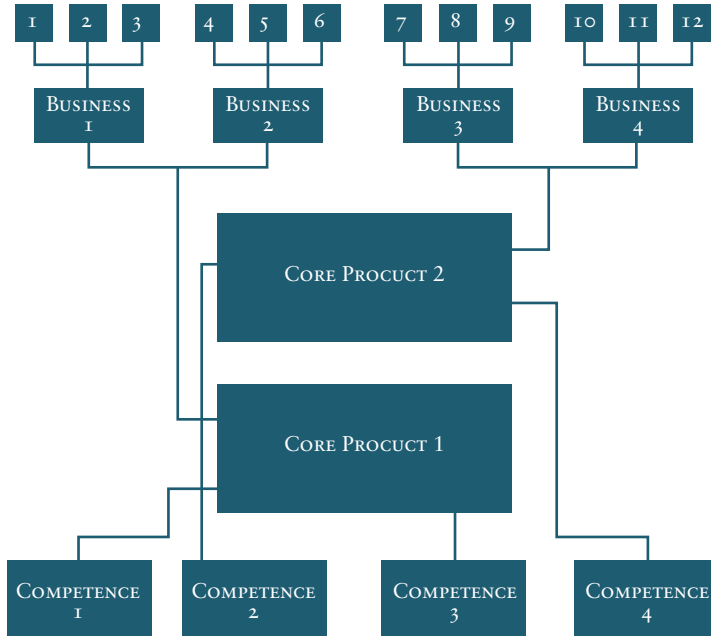 1 2 3 4 5 6 7 8 9 10 11 12
Business
1
Business
2
Business
3
Business
4
Core Procuct 2
Core Procuct 1
Competence
1
Competence
2
Competence
3
Competence
4